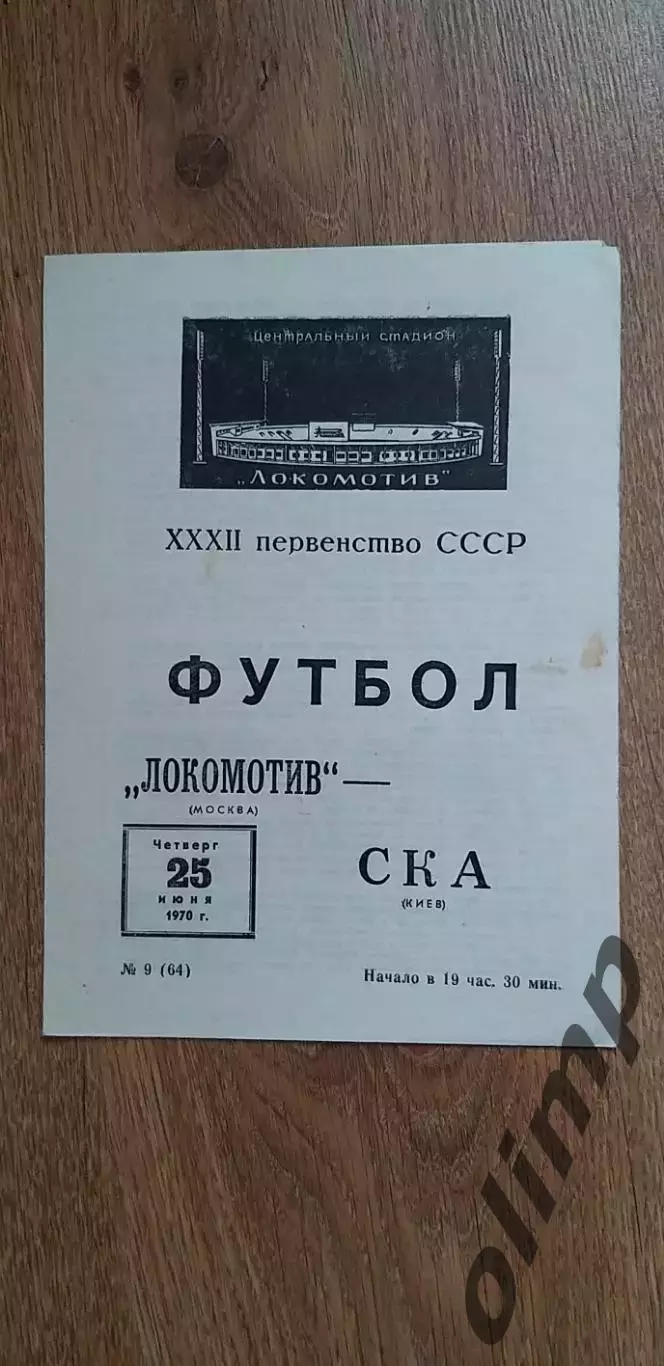 Центральный стадион
„Локомотив"
XXXII первенство СССР
ФУТБОЛ
„ЛОКОМОТИВ“ —
(МОСКВА)
Четверг
25
июня
1970 г.
СКА
(КИЕВ)
№ 9 (64)
Начало в 19 час. 30 мин.
olimp